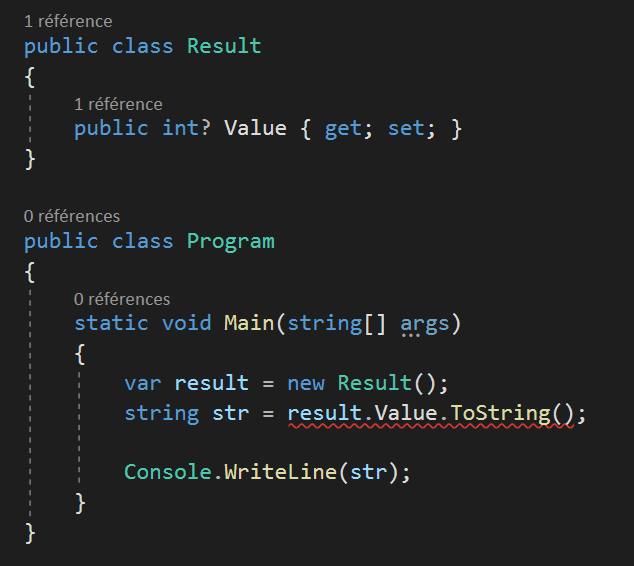 1 référence
public class Result
{
1 référence
public int? Value { get; set; }
}
0 références
public class Program
{
0 références
static void Main(string[] args)
{
var result = new Result();
string str = result.Value.ToString();
Console.WriteLine(str);
}
}